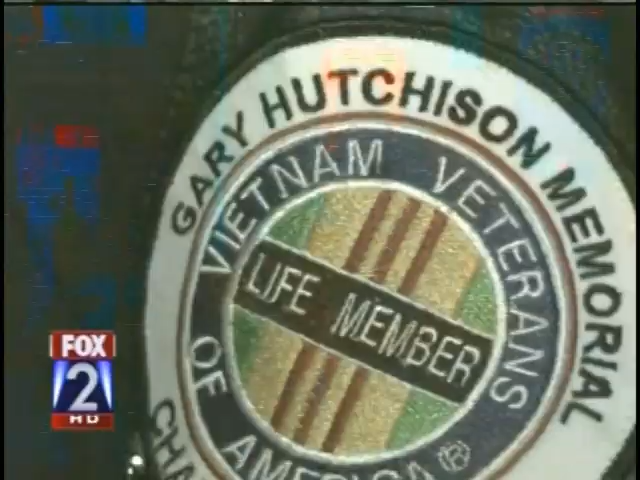 GARY HUTCHISON MEMORIAL
VIETNAM VETERANS
OF AMERICA ®
LIFE MEMBER
FOX
2
HD